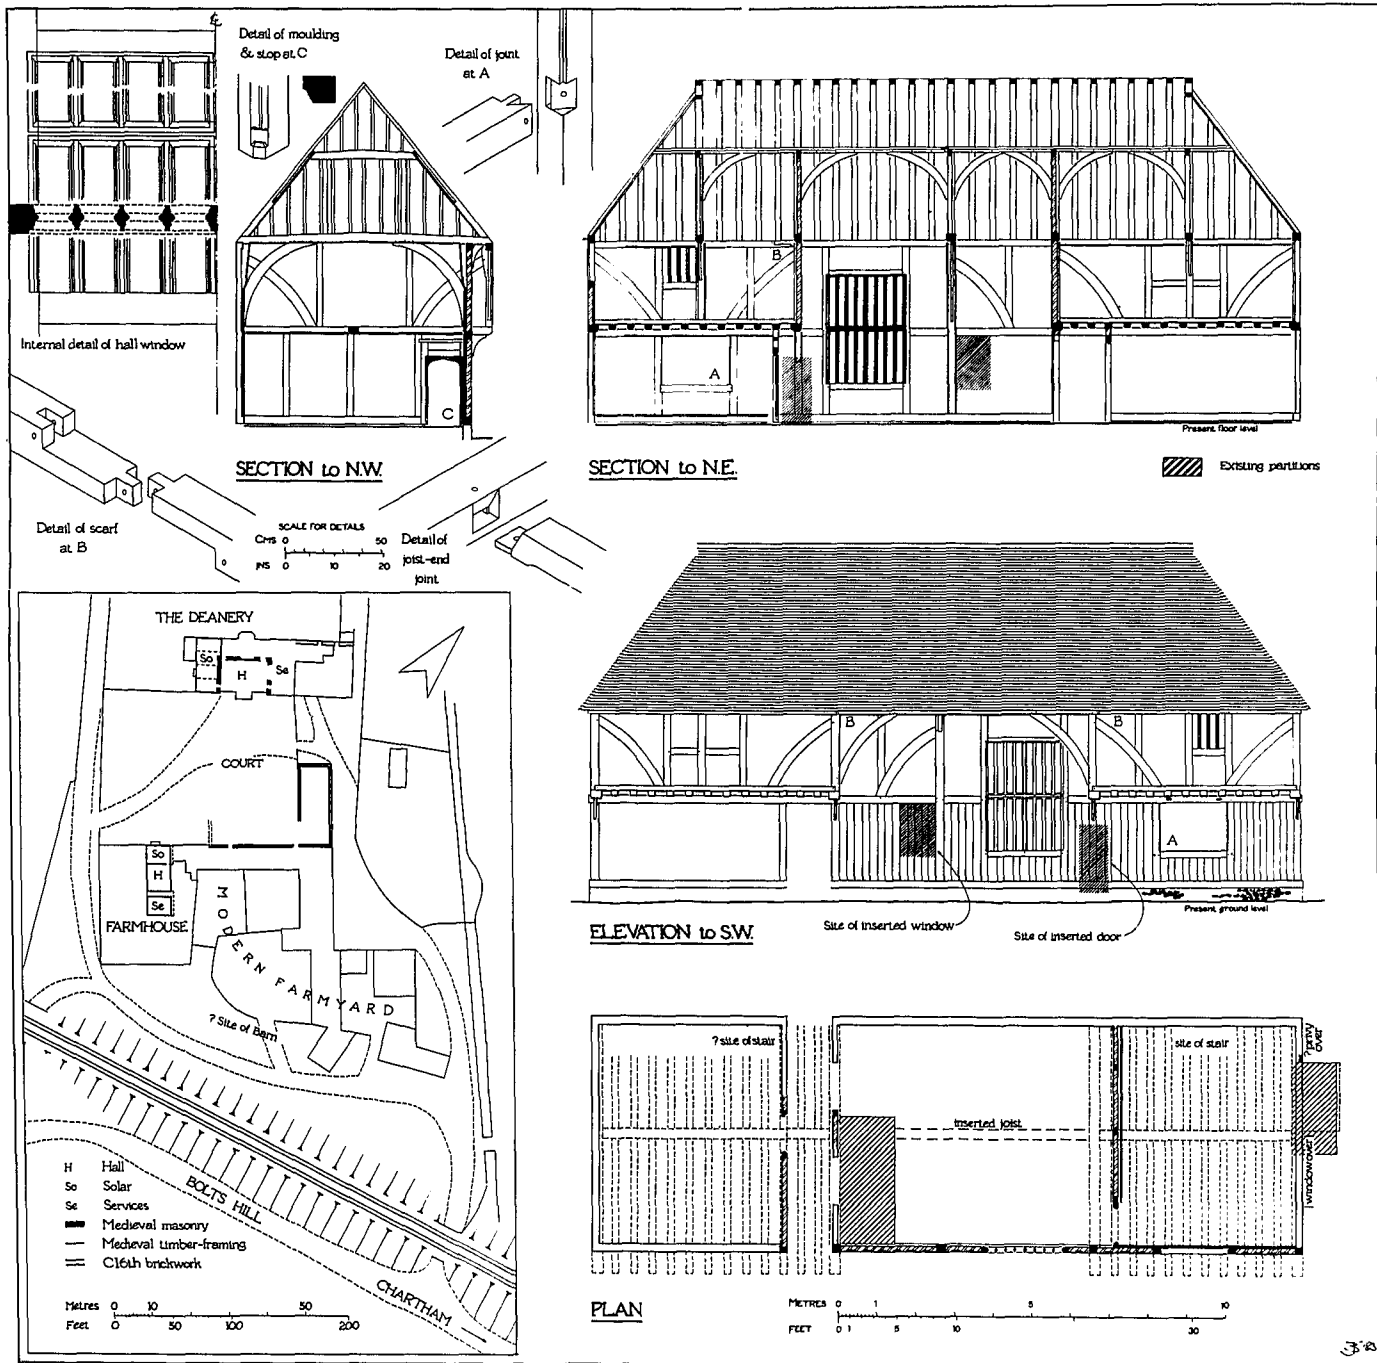 Detail of moulding
& stop at C
Detail of joint
at A
Internal detail of hall window
C
SECTION to N.W.
B
A
Present floor level
SECTION to N.E.
Existing partitions
Detail of scarf
at B
SCALE FOR DETAILS
CMS 0 50
INS 0 10 20
Detail of
joist-end
joint
THE DEANERY
So
H
Se
COURT
So
H
Se
FARMHOUSE
MODERN FARMYARD
? Site of Barn
BOLTS HILL
CHARTHAM
H Hall
So Solar
Se Services
Medieval masonry
Medieval timber-framing
C16th brickwork
Metres 0 10 50
Feet 0 50 100 200
B
B
A
Present ground level
ELEVATION to S.W.
Site of inserted window
Site of inserted door
? site of stair
site of stair
? privy
over
inserted joist
window over
PLAN
METRES 0 1 5 10
FEET 0 1 5 10 30